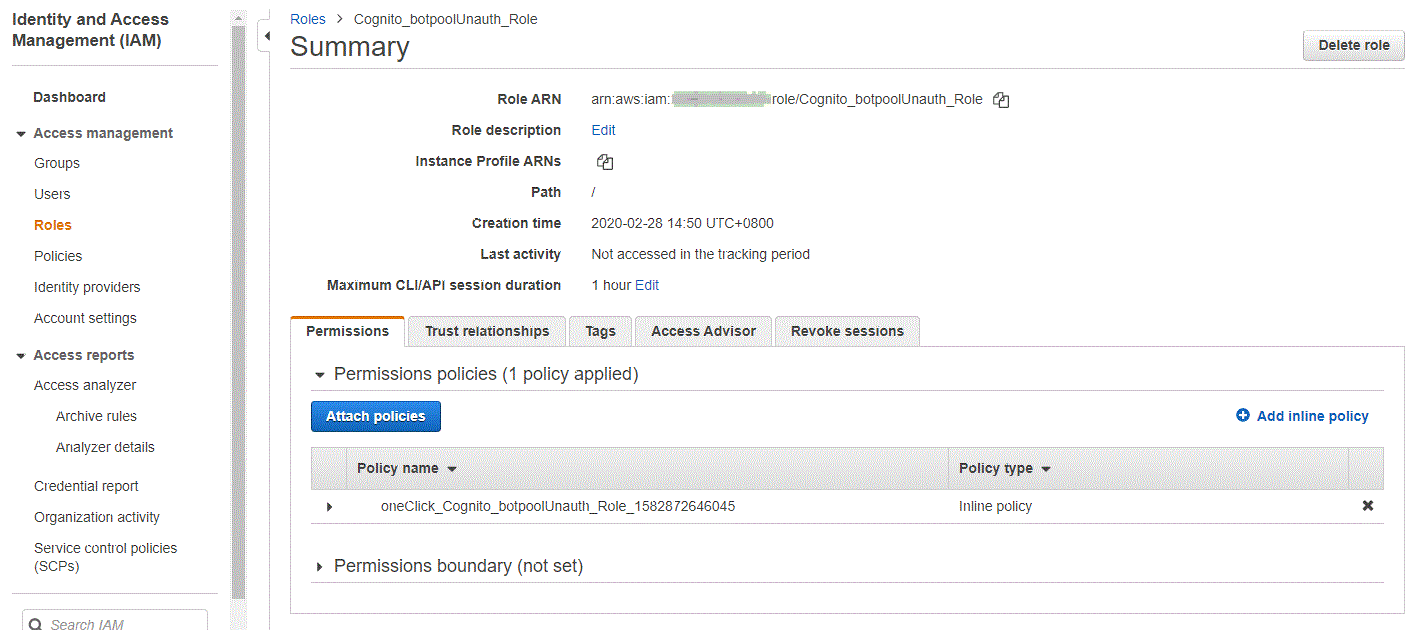 Identity and Access
Management (IAM)
Dashboard
Access management
Groups
Users
Roles
Policies
Identity providers
Account settings
Access reports
Access analyzer
Archive rules
Analyzer details
Credential report
Organization activity
Service control policies
(SCPs)
Search IAM
Roles > Cognito_botpoolUnauth_Role
Summary
Delete role
Role ARN arn:aws:iam: role/Cognito_botpoolUnauth_Role
Role description Edit
Instance Profile ARNs
Path /
Creation time 2020-02-28 14:50 UTC+0800
Last activity Not accessed in the tracking period
Maximum CLI/API session duration 1 hour Edit
Permissions Trust relationships Tags Access Advisor Revoke sessions
Permissions policies (1 policy applied)
Attach policies Add inline policy
Policy name Policy type
oneClick_Cognito_botpoolUnauth_Role_1582872646045 Inline policy
Permissions boundary (not set)